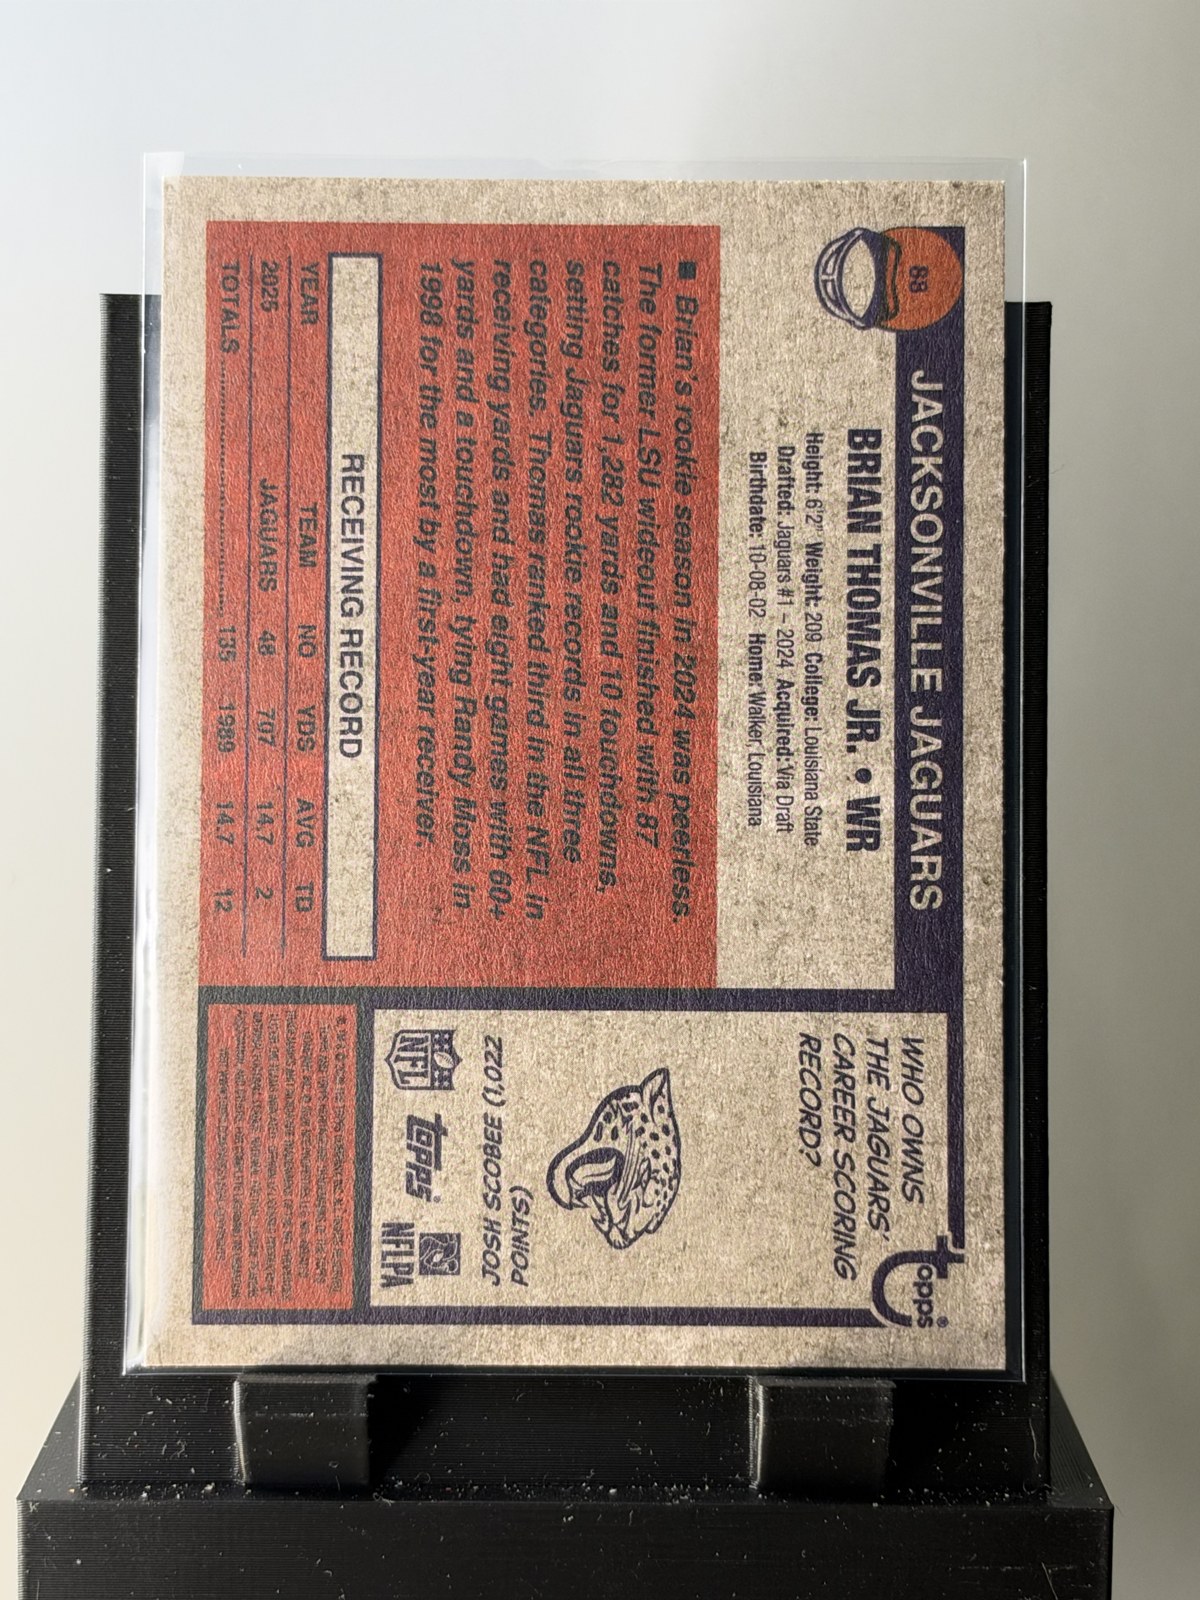 88
JACKSONVILLE JAGUARS
BRIAN THOMAS JR. • WR
Height: 6'2" Weight: 209 College: Louisiana State
Drafted: Jaguars #1 – 2024 Acquired: Via Draft
Birthdate: 10-08-02 Home: Walker, Louisiana
■ Brian's rookie season in 2024 was peerless.
The former LSU wideout finished with 87
catches for 1,282 yards and 10 touchdowns,
setting Jaguars rookie records in all three
categories. Thomas ranked third in the NFL in
receiving yards and had eight games with 60+
yards and a touchdown, tying Randy Moss in
1998 for the most by a first-year receiver.
RECEIVING RECORD
YEAR TEAM NO YDS AVG TD
2025 JAGUARS 48 707 14.7 2
TOTALS 135 1989 14.7 12
topps®
WHO OWNS
THE JAGUARS'
CAREER SCORING
RECORD?
JOSH SCOBEE (1,022
POINTS)
NFL topps NFLPA